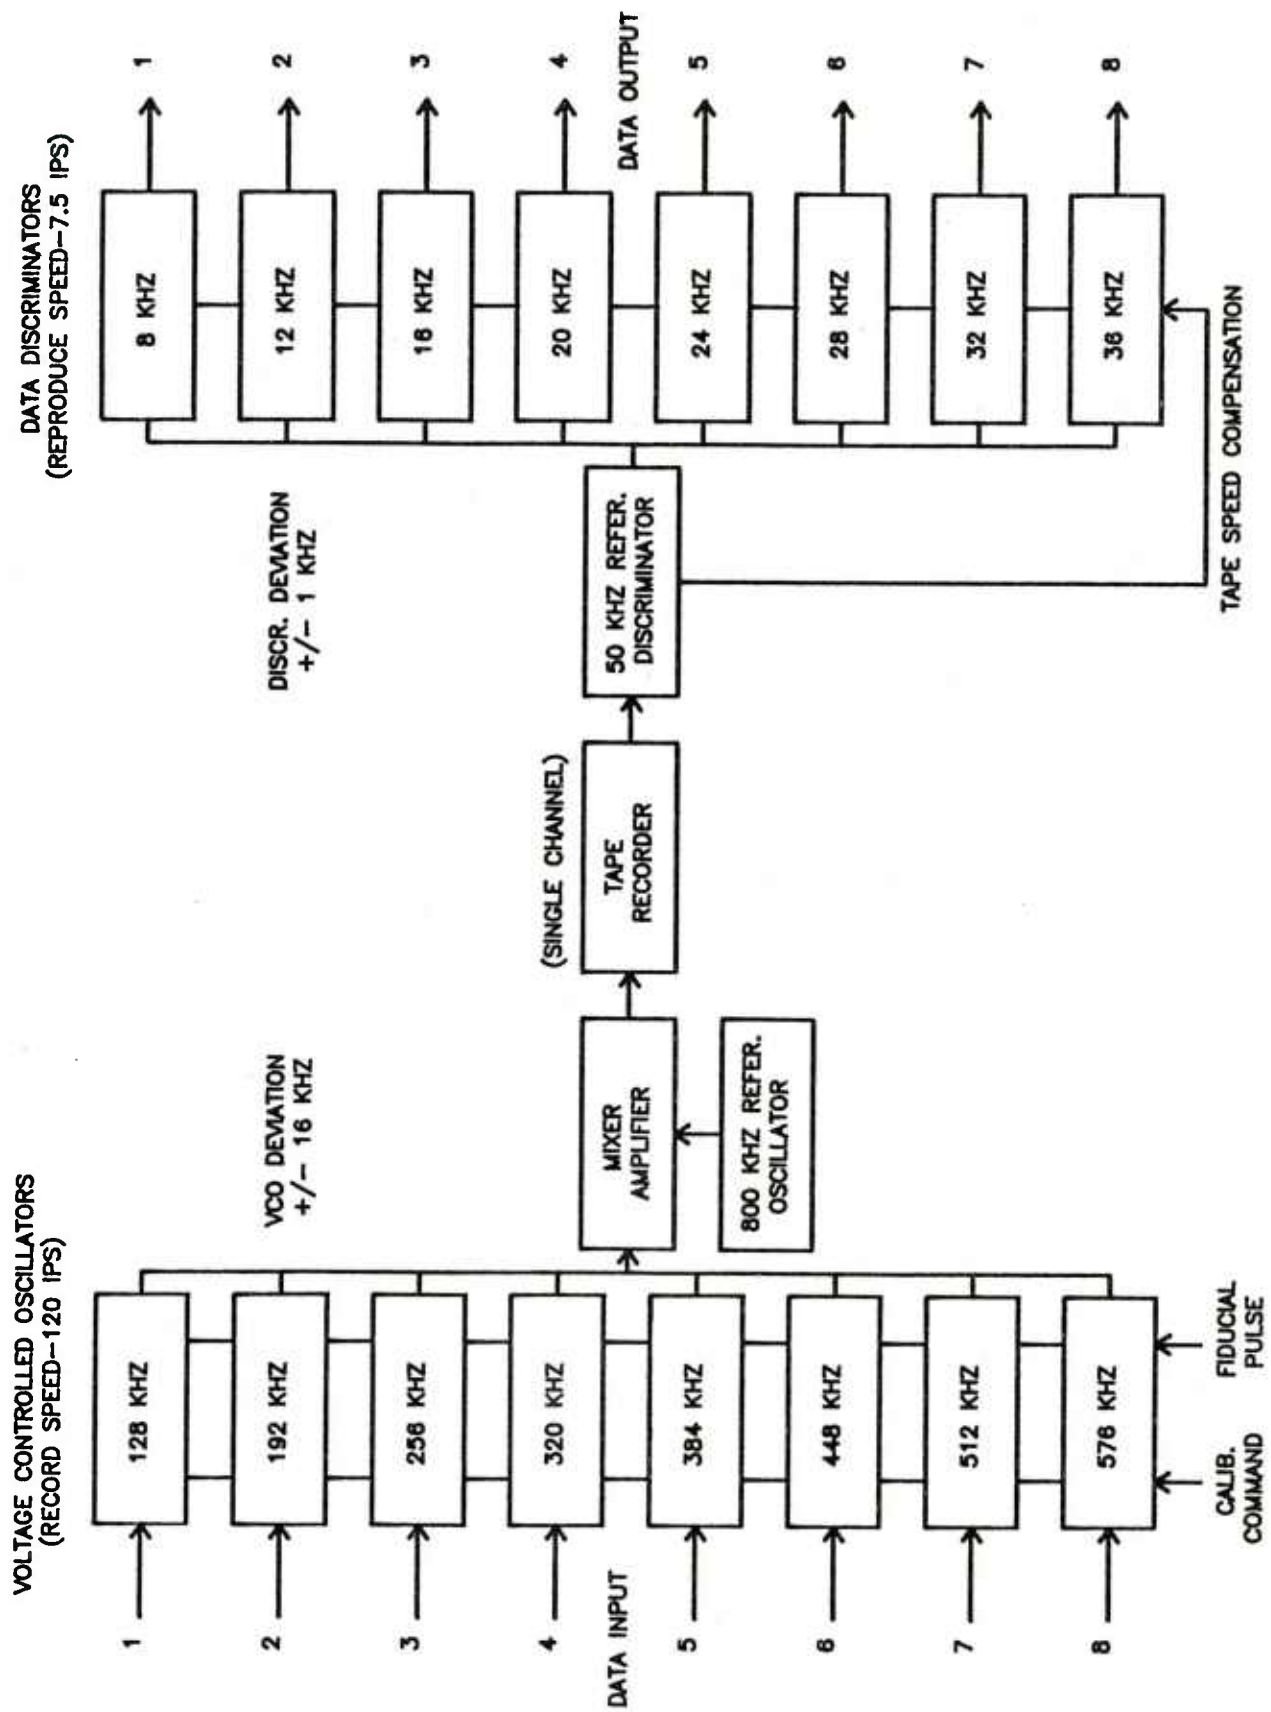 VOLTAGE CONTROLLED OSCILLATORS
(RECORD SPEED-120 IPS)
DATA DISCRIMINATORS
(REPRODUCE SPEED-7.5 IPS)
VCO DEVIATION
+/- 16 KHZ
DISCR. DEVIATION
+/- 1 KHZ
1
128 KHZ
8 KHZ
1
2
192 KHZ
12 KHZ
2
3
256 KHZ
16 KHZ
3
4
320 KHZ
20 KHZ
4
DATA INPUT
(SINGLE CHANNEL)
MIXER
AMPLIFIER
TAPE
RECORDER
50 KHZ REFER.
DISCRIMINATOR
DATA OUTPUT
5
384 KHZ
24 KHZ
5
800 KHZ REFER.
OSCILLATOR
6
448 KHZ
28 KHZ
6
7
512 KHZ
32 KHZ
7
8
576 KHZ
36 KHZ
8
CALIB.
COMMAND
FIDUCIAL
PULSE
TAPE SPEED COMPENSATION